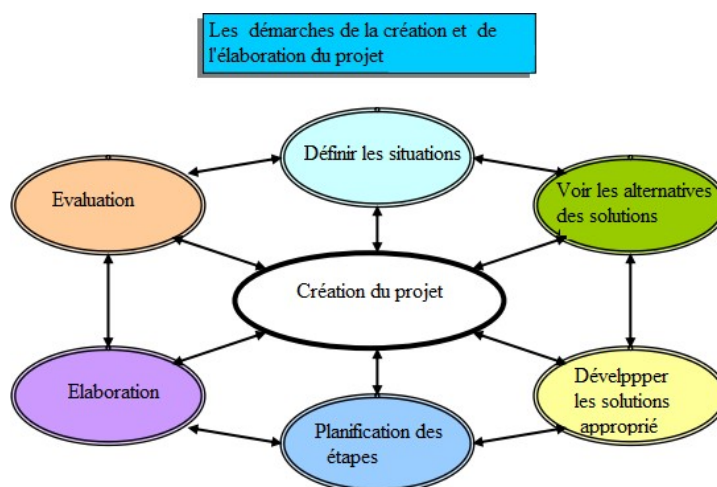 Les démarches de la création et de
l'élaboration du projet
Définir les situations
Evaluation
Voir les alternatives
des solutions
Création du projet
Elaboration
Dévelppper
les solutions
approprié
Planification des
étapes